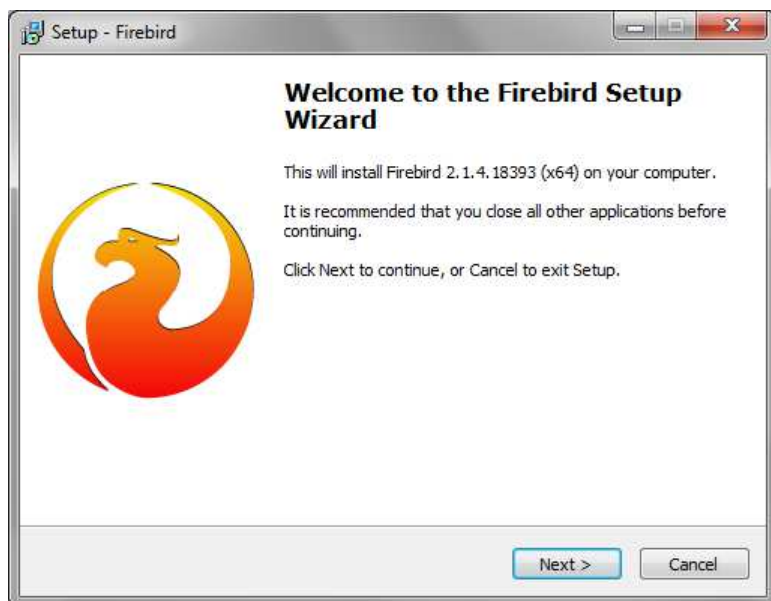 Setup - Firebird
Welcome to the Firebird Setup
Wizard
This will install Firebird 2.1.4.18393 (x64) on your computer.
It is recommended that you close all other applications before
continuing.
Click Next to continue, or Cancel to exit Setup.
Next >
Cancel